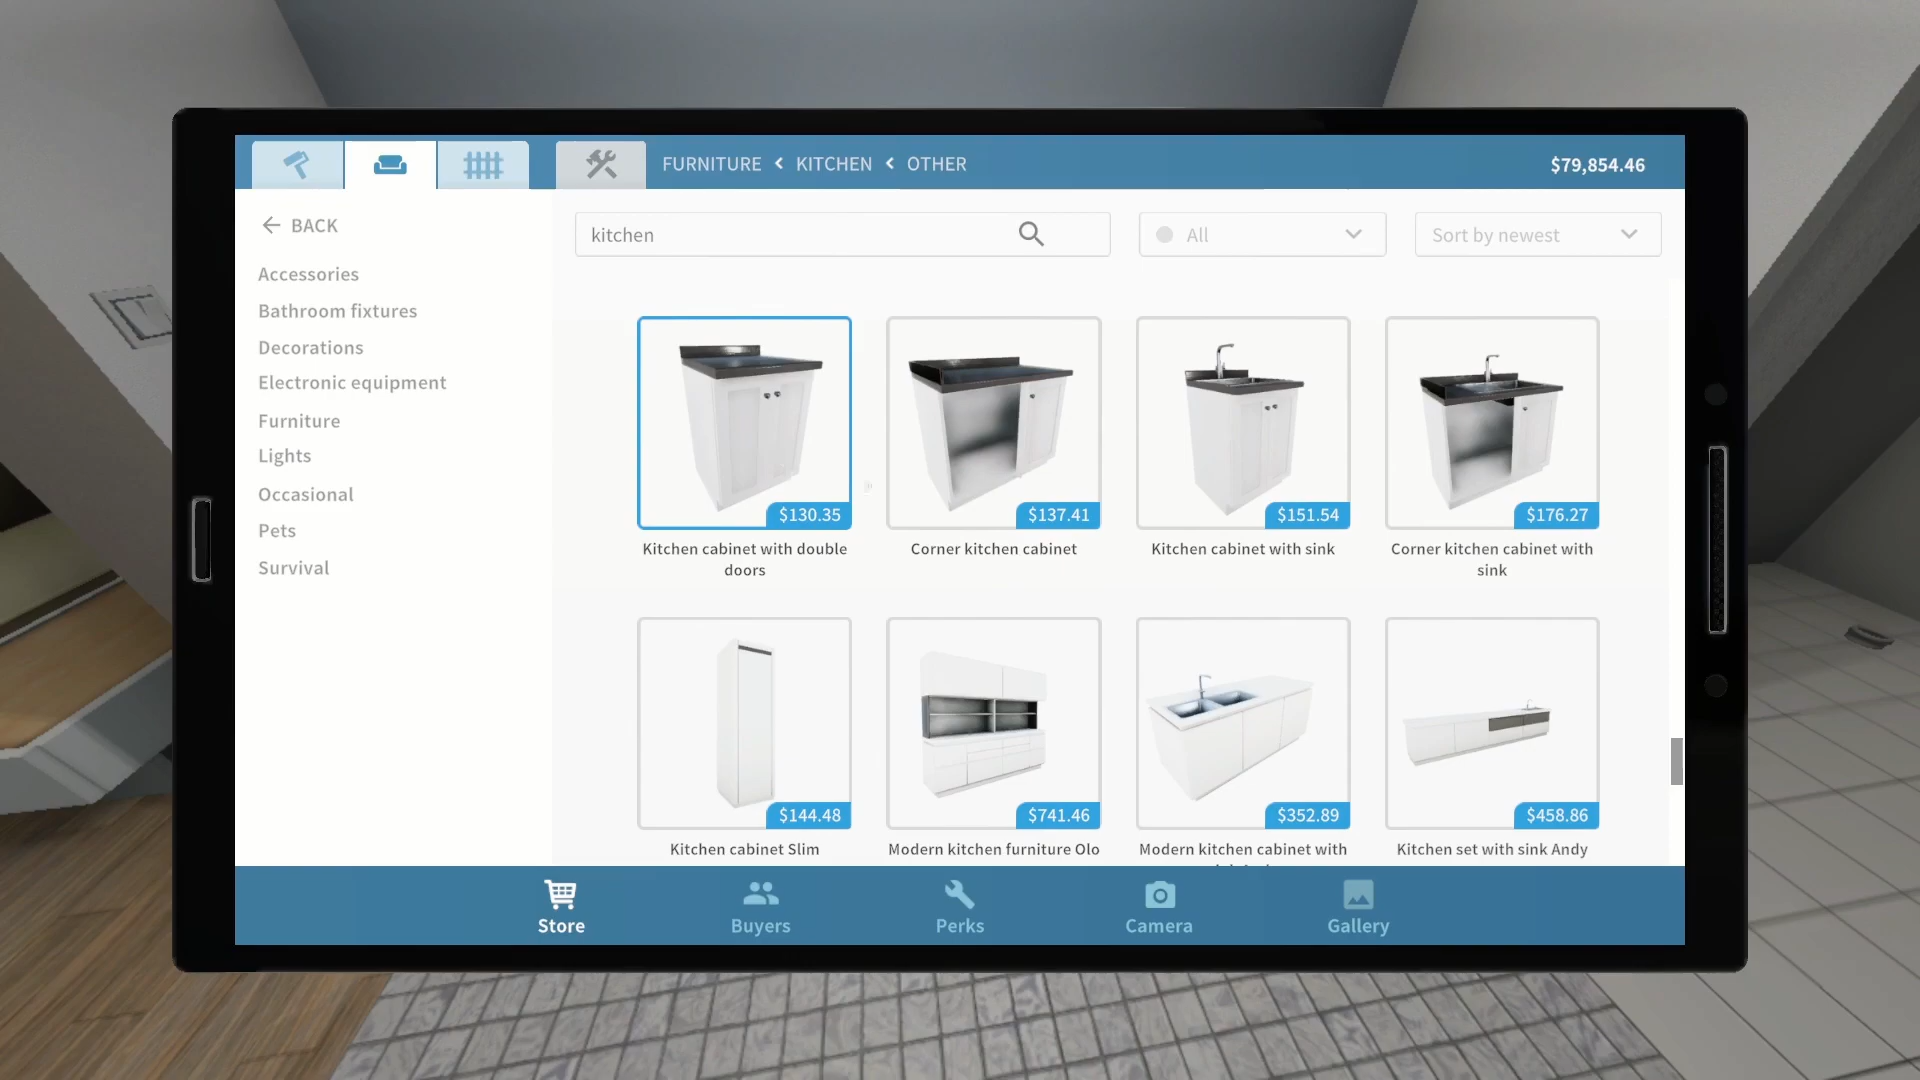 FURNITURE < KITCHEN < OTHER
$79,854.46
BACK
kitchen
All
Sort by newest
Accessories
Bathroom fixtures
Decorations
Electronic equipment
Furniture
Lights
Occasional
Pets
Survival
$130.35
$137.41
$151.54
$176.27
Kitchen cabinet with double
doors
Corner kitchen cabinet
Kitchen cabinet with sink
Corner kitchen cabinet with
sink
$144.48
$741.46
$352.89
$458.86
Kitchen cabinet Slim
Modern kitchen furniture Olo
Modern kitchen cabinet with
Kitchen set with sink Andy
Store
Buyers
Perks
Camera
Gallery